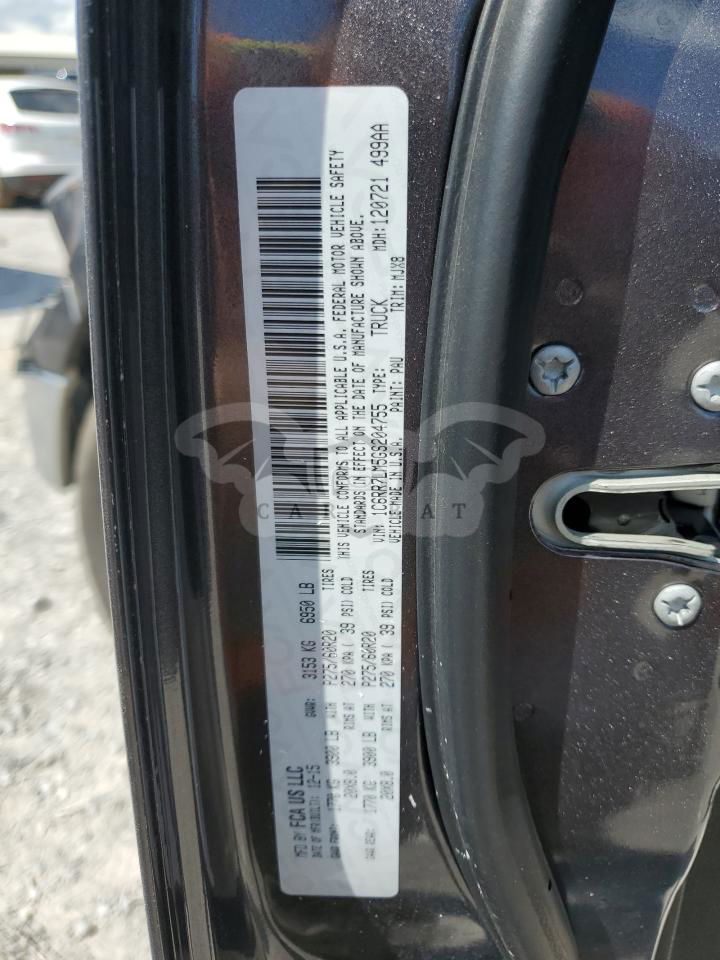 MFD BY FCA US LLC
DATE OF MFR: 12-15 GVWR: 3153 KG 6950 LB
GAWR FRONT: 1770 KG 3900 LB WITH P275/60R20 TIRES
20X8.0 RIMS AT 270 KPA ( 39 PSI) COLD
THIS VEHICLE CONFORMS TO ALL APPLICABLE U.S.A. FEDERAL MOTOR VEHICLE SAFETY
STANDARDS IN EFFECT ON THE DATE OF MANUFACTURE SHOWN ABOVE.
GAWR REAR: 1770 KG 3900 LB WITH P275/60R20 TIRES
20X8.0 RIMS AT 270 KPA ( 39 PSI) COLD
VIN: 1C6RR7LM5GS204755 TYPE: TRUCK MDH: 120721 499AA
VEHICLE MADE IN U.S.A. PAINT: PAU TRIM: MJX8